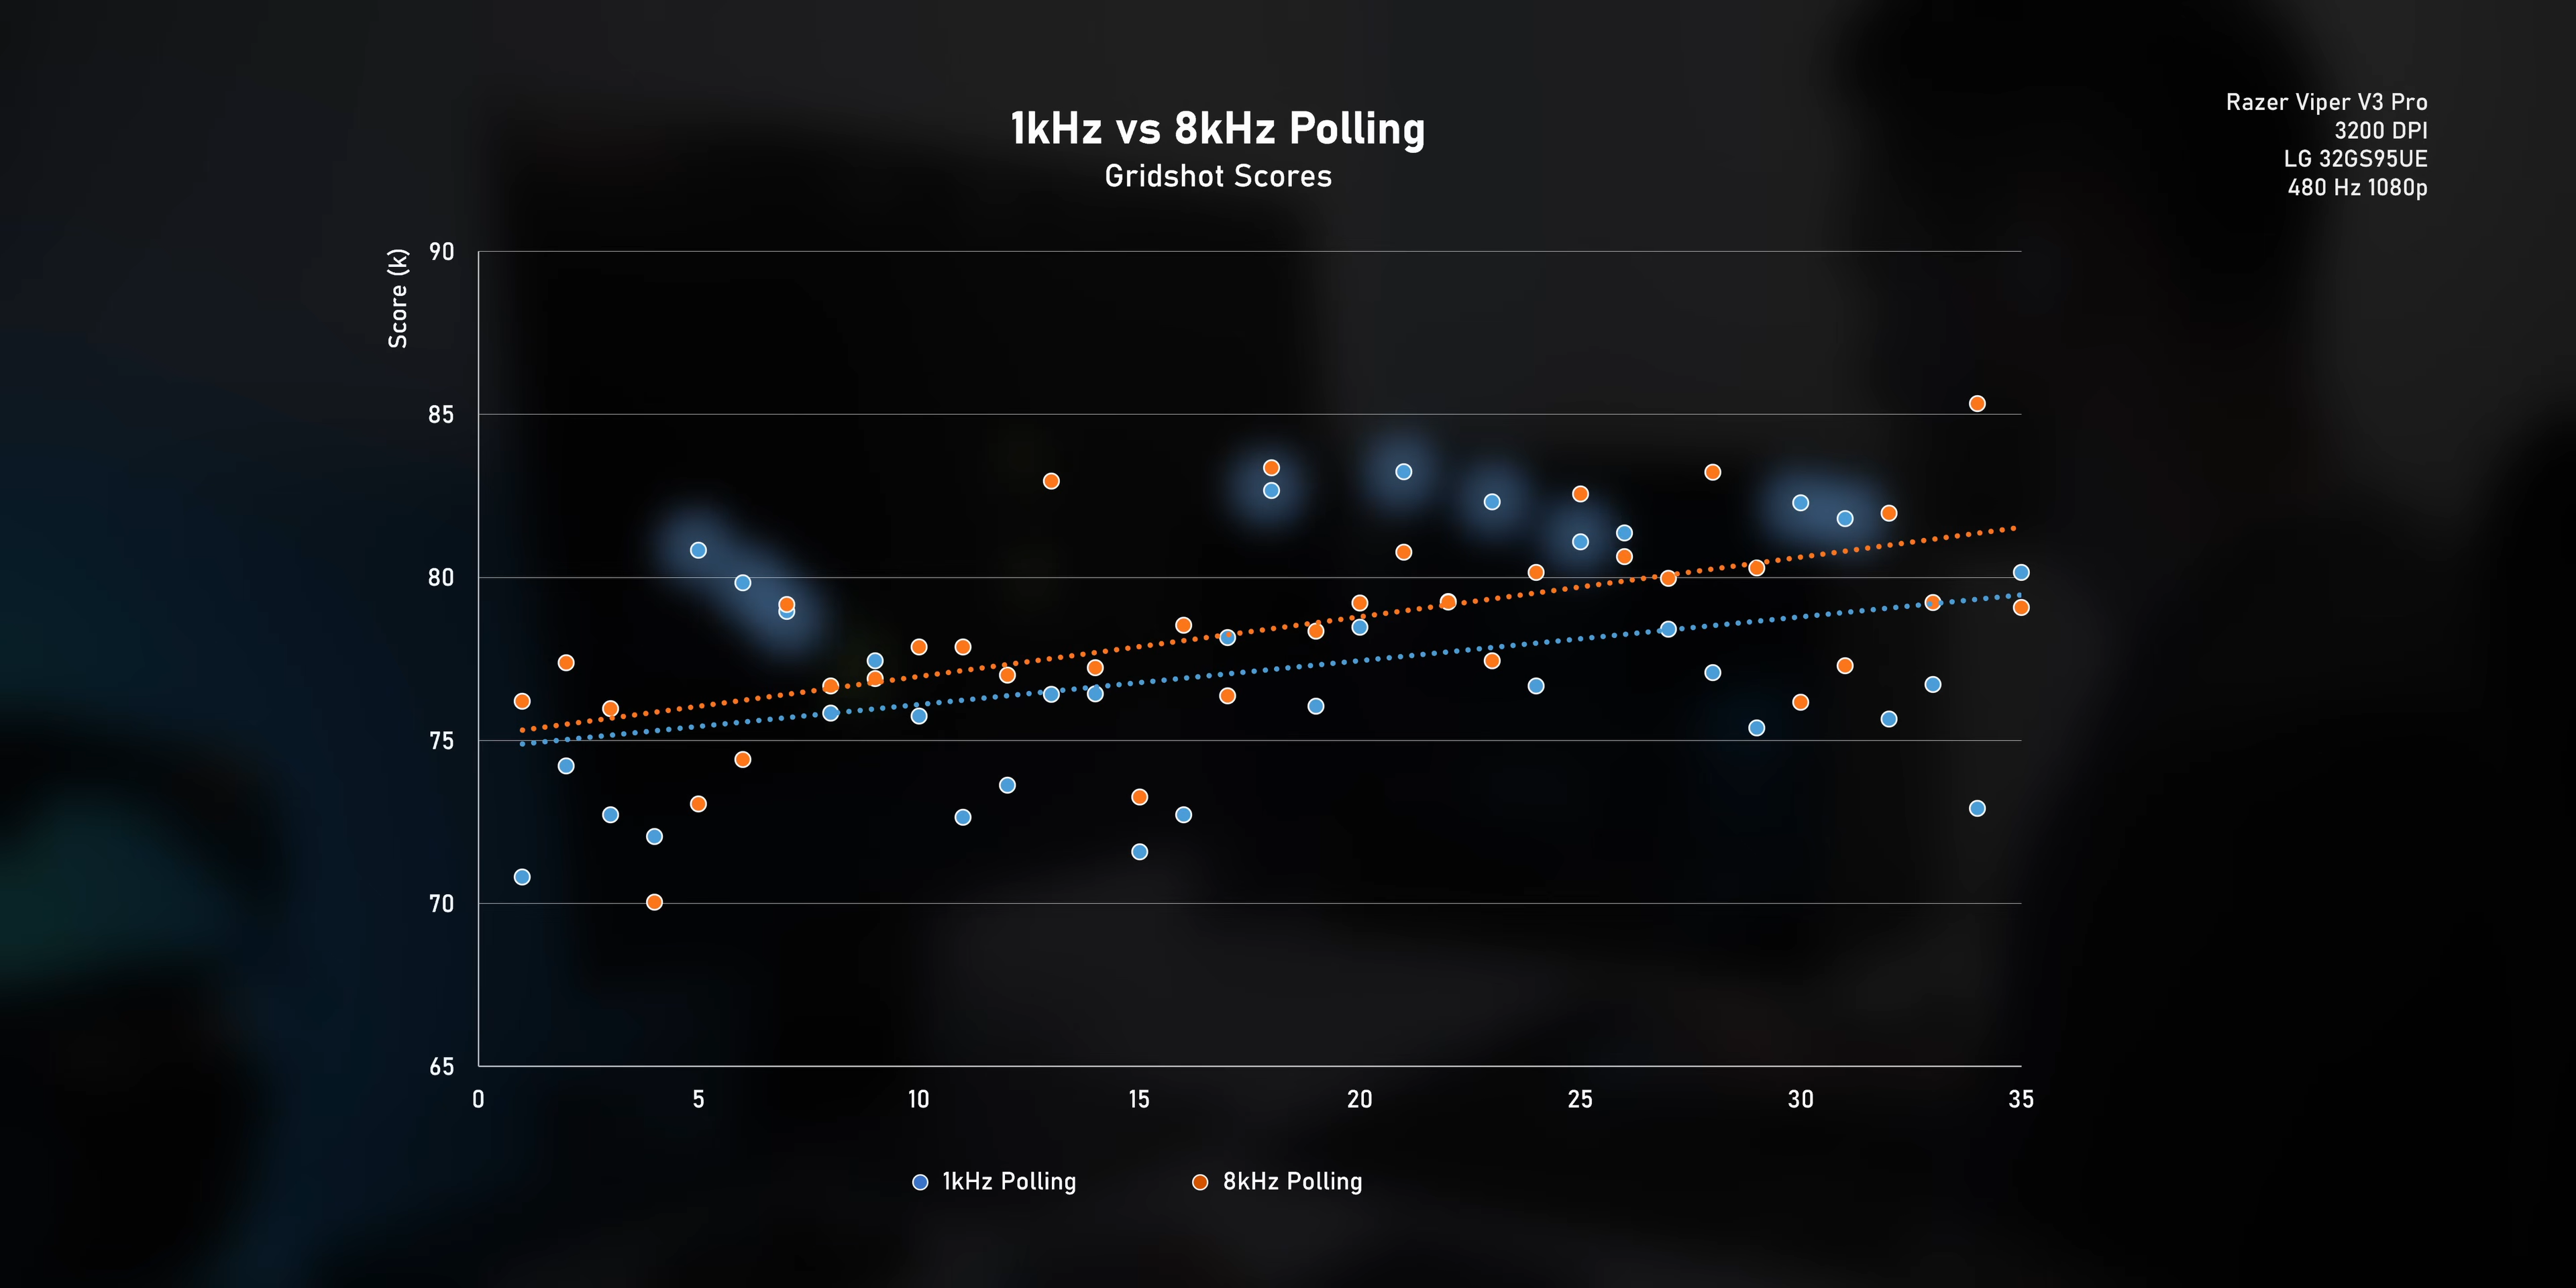 1kHz vs 8kHz Polling
Gridshot Scores
Razer Viper V3 Pro
3200 DPI
LG 32GS95UE
480 Hz 1080p
Score (k)
90
85
80
75
70
65
0 5 10 15 20 25 30 35
1kHz Polling 8kHz Polling